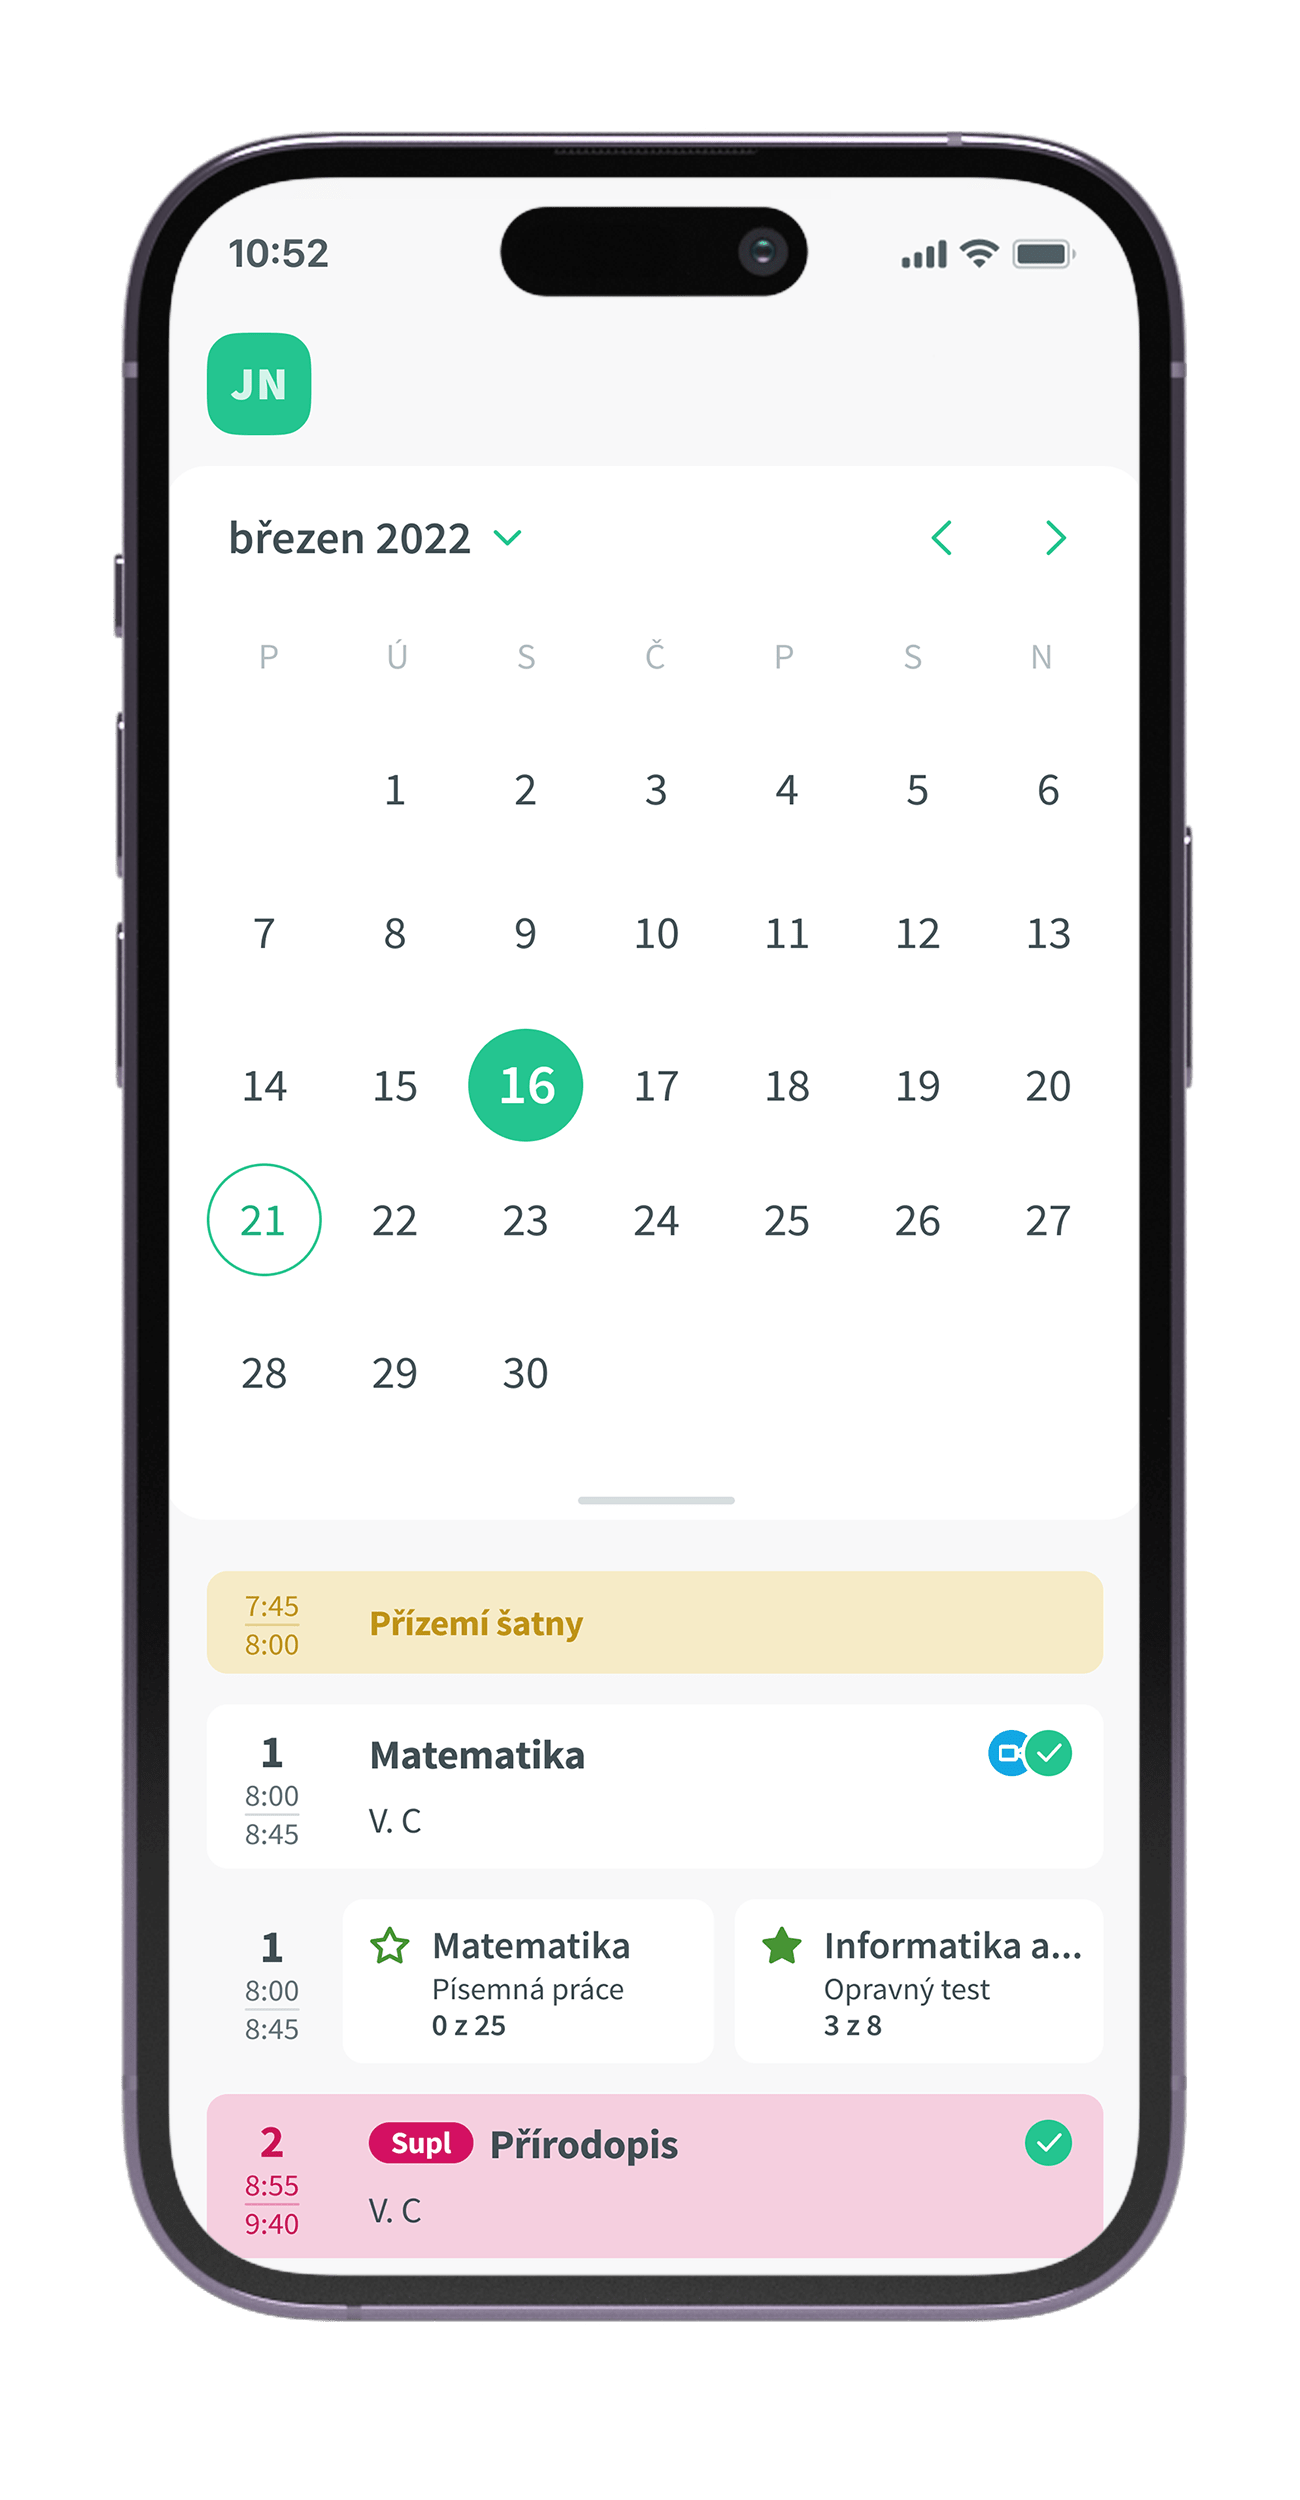 10:52
JN
březen 2022
P Ú S Č P S N
1 2 3 4 5 6
7 8 9 10 11 12 13
14 15 16 17 18 19 20
21 22 23 24 25 26 27
28 29 30
7:45
8:00
Přízemí šatny
1
8:00
8:45
Matematika
V. C
1
8:00
8:45
Matematika
Písemná práce
0 z 25
Informatika a...
Opravný test
3 z 8
2
8:55
9:40
Supl Přírodopis
V. C